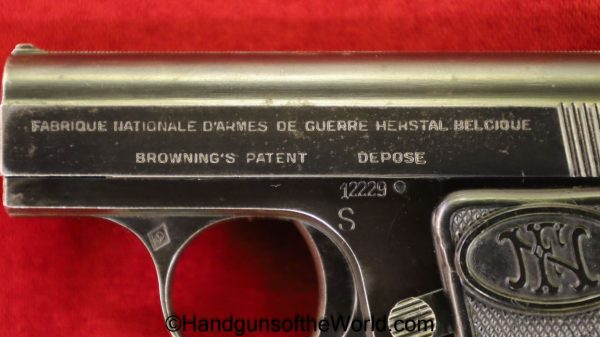 FABRIQUE NATIONALE D'ARMES DE GUERRE HERSTAL BELGIQUE
BROWNING'S PATENT DEPOSE
12229
S
FN
©HandgunsoftheWorld.com